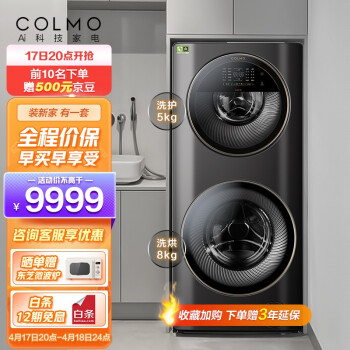 COLMO
Ai 科技家电
17日20点开抢
前10名下单
赠500元京豆
装新家 有一套
全程价保
早买早享受
活动价不高于
¥9999
咨询客服享优惠
晒单赠
东芝微波炉
白条
12期免息
白条
4月17日20点-4月18日24点
COLMO
洗护
5kg
洗烘
8kg
收藏加购 下单赠3年延保